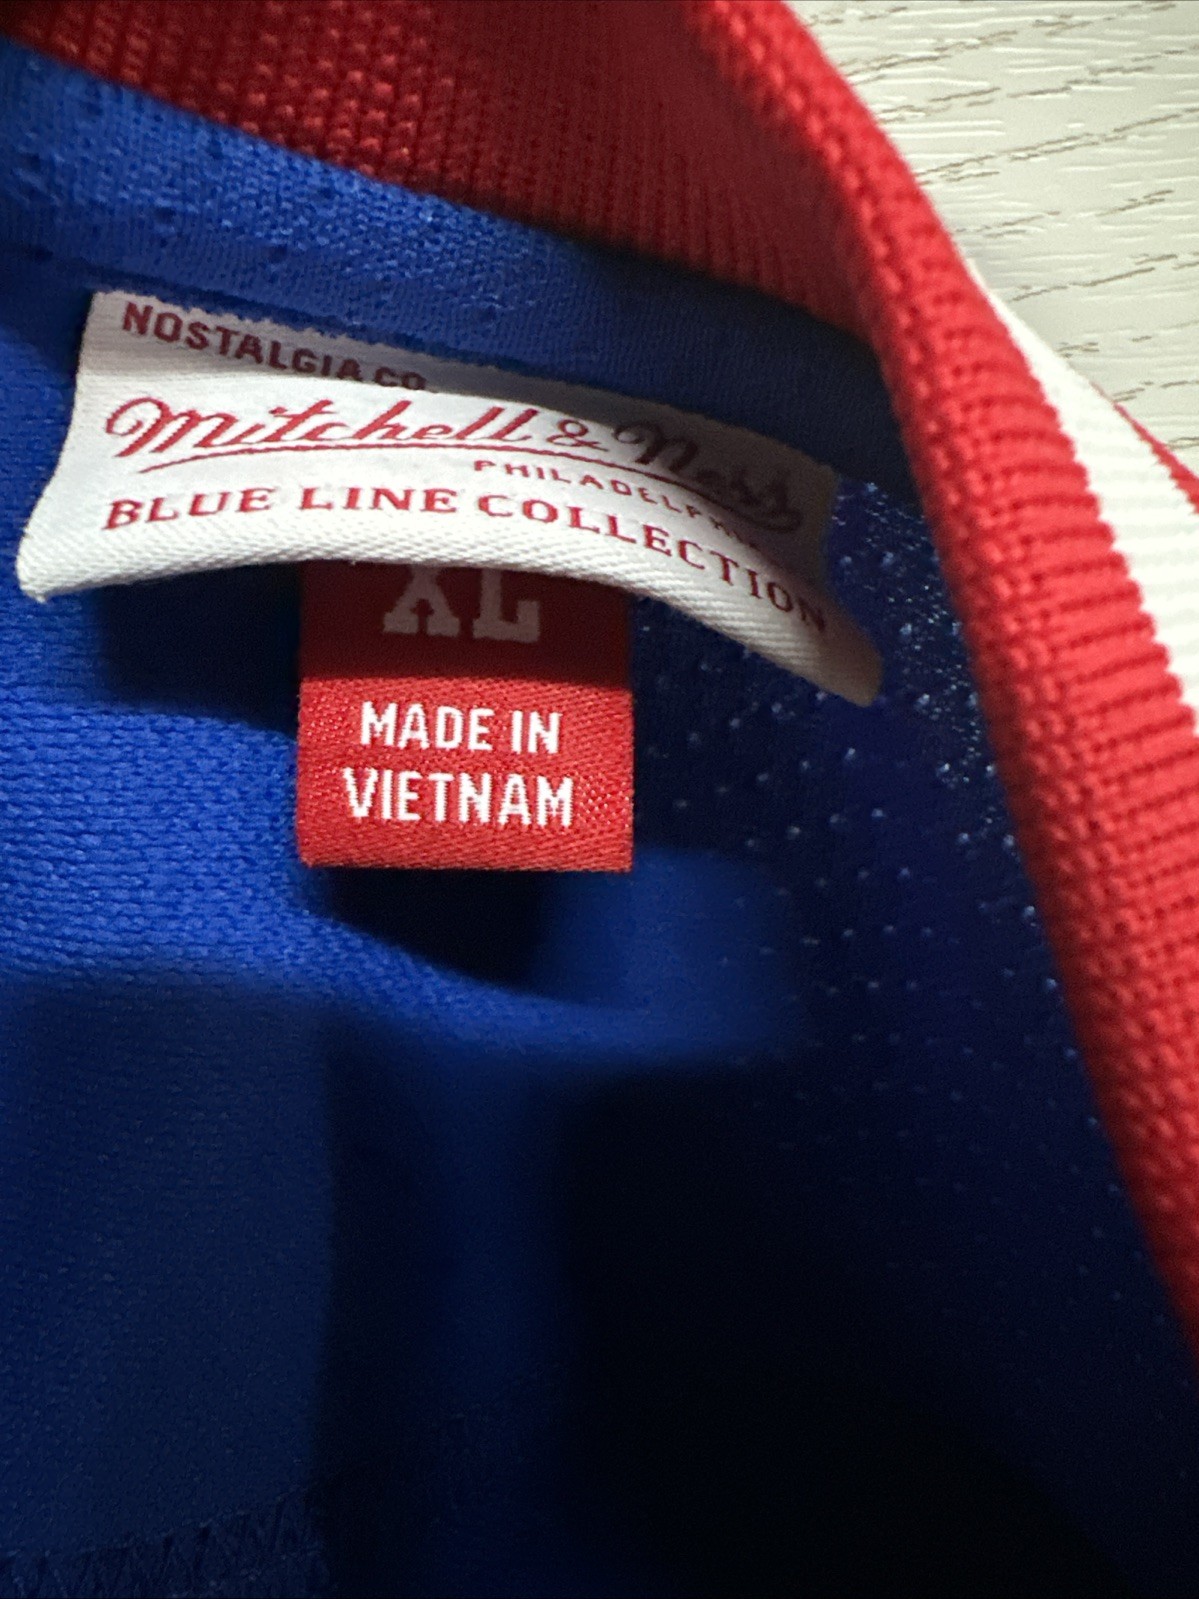 NOSTALGIA CO.
Mitchell & Ness
PHILADELPHIA
BLUE LINE COLLECTION
XL
MADE IN
VIETNAM